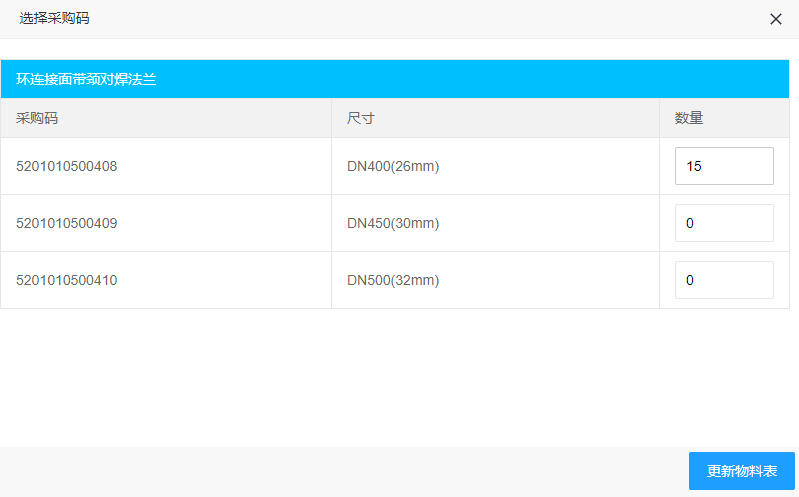 选择采购码
环连接面带颈对焊法兰
采购码 尺寸 数量
5201010500408 DN400(26mm) 15
5201010500409 DN450(30mm) 0
5201010500410 DN500(32mm) 0
更新物料表